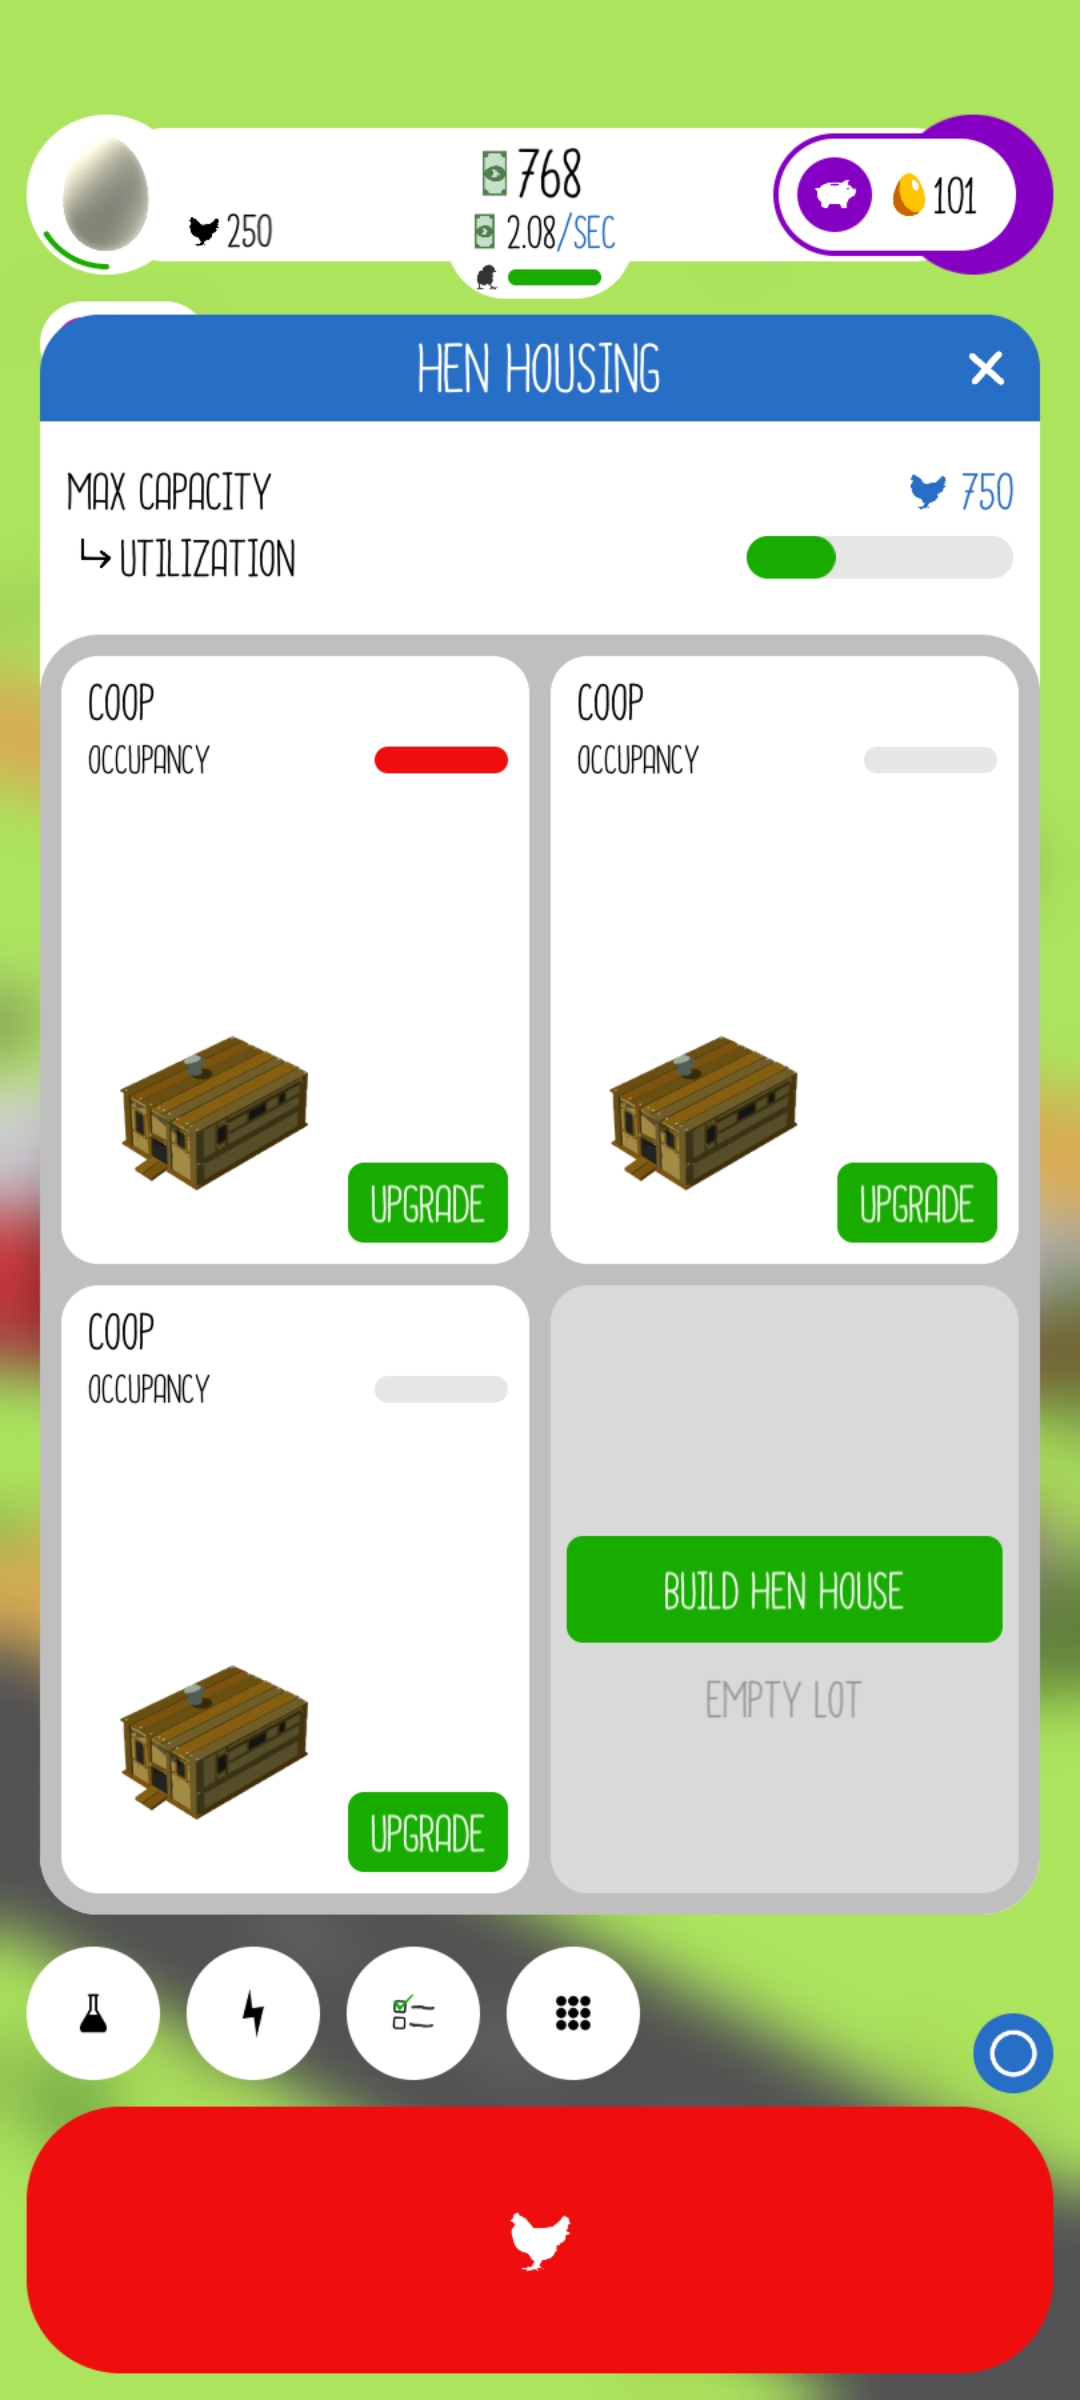 768
250
2.08/SEC
101
HEN HOUSING
MAX CAPACITY
750
UTILIZATION
COOP
OCCUPANCY
UPGRADE
COOP
OCCUPANCY
UPGRADE
COOP
OCCUPANCY
UPGRADE
BUILD HEN HOUSE
EMPTY LOT